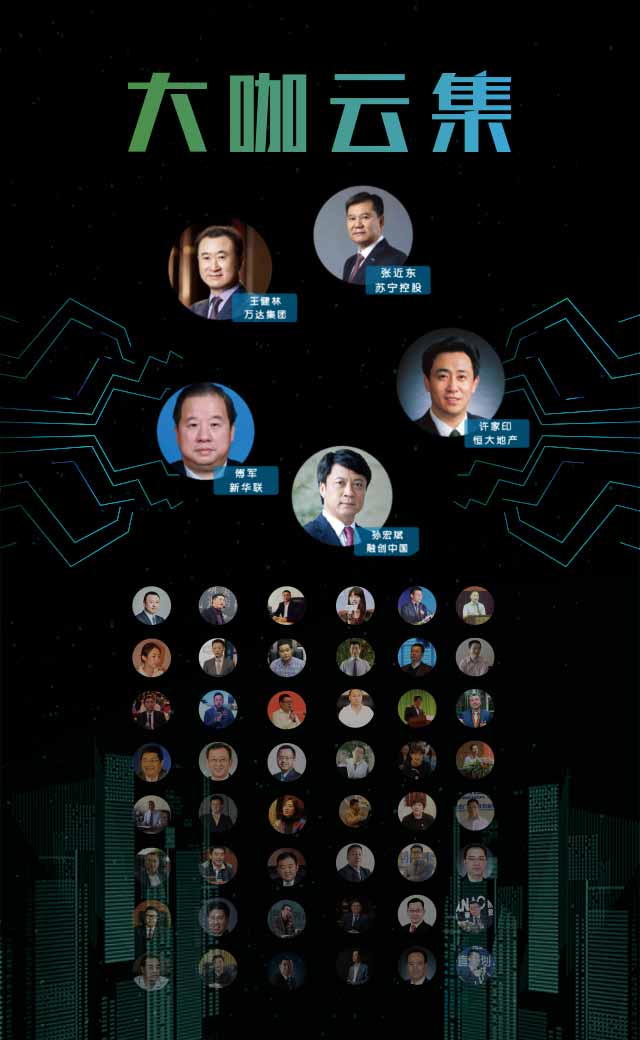 大咖云集
张近东
苏宁控股
王健林
万达集团
许家印
恒大地产
傅军
新华联
孙宏斌
融创中国